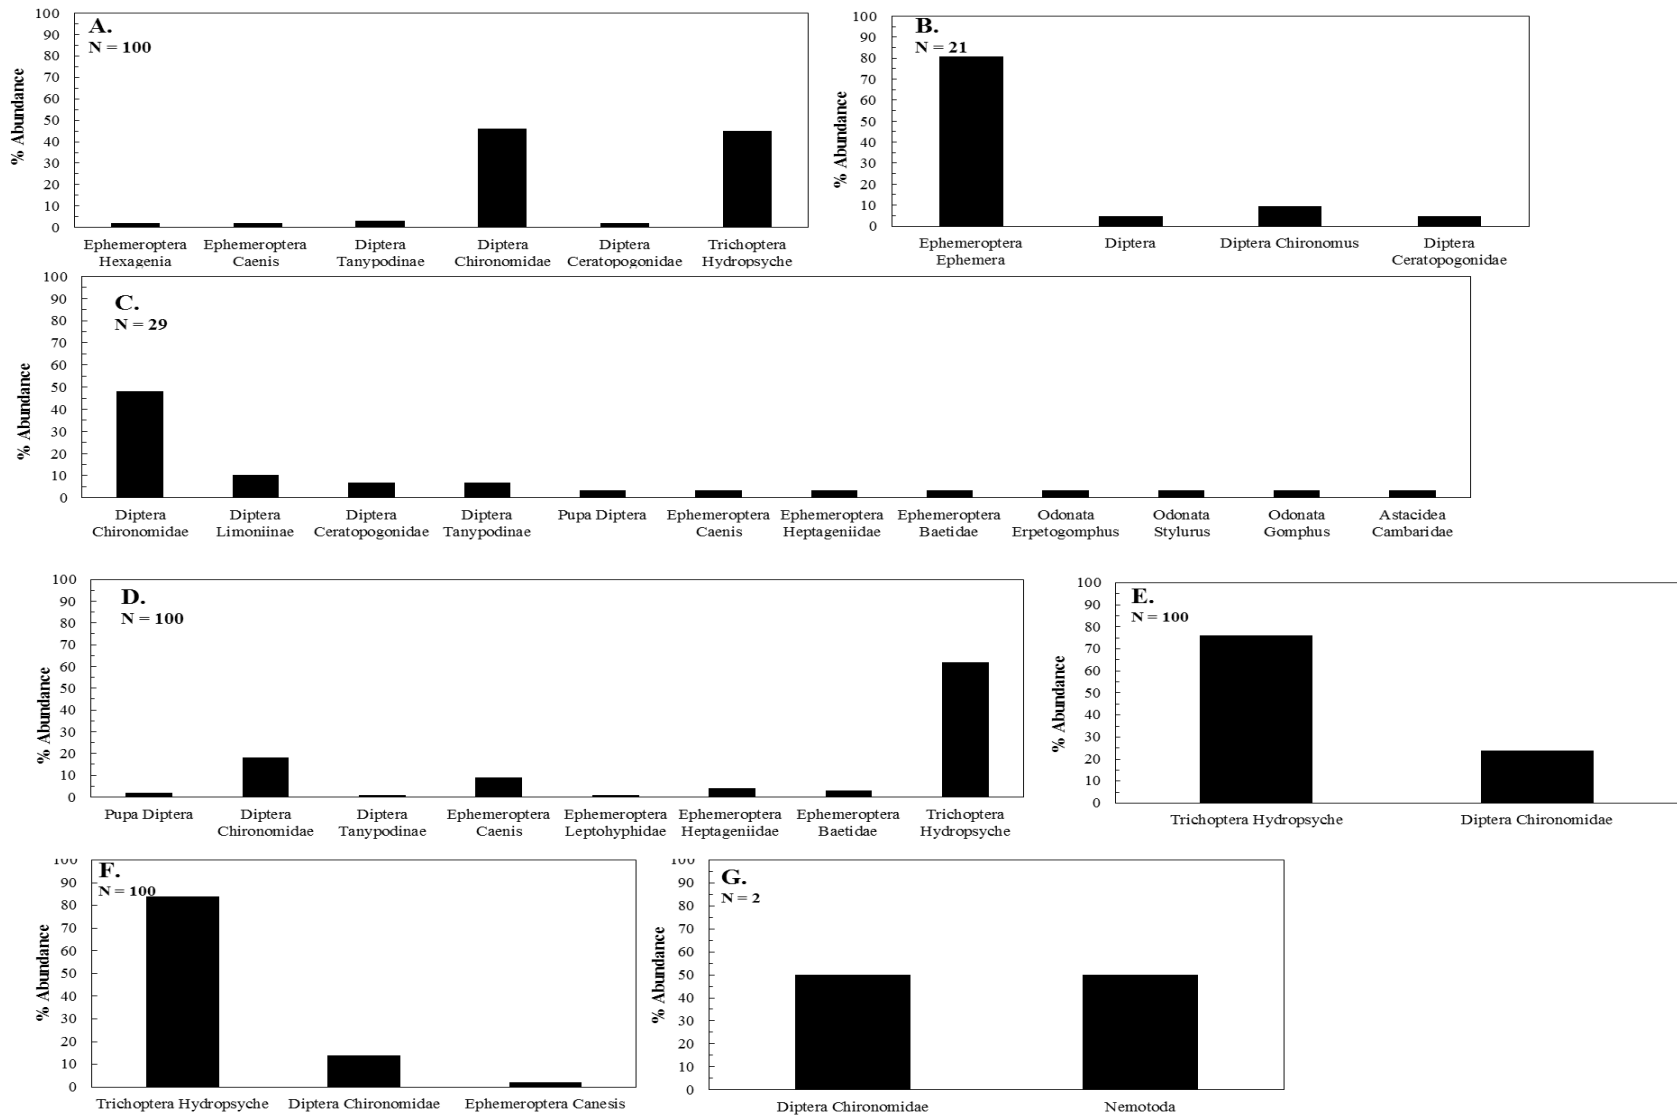 A.
N = 100
% Abundance
100
90
80
70
60
50
40
30
20
10
0
Ephemeroptera Hexagenia
Ephemeroptera Caenis
Diptera Tanypodinae
Diptera Chironomidae
Diptera Ceratopogonidae
Trichoptera Hydropsyche
B.
N = 21
% Abundance
100
90
80
70
60
50
40
30
20
10
0
Ephemeroptera Ephemera
Diptera
Diptera Chironomus
Diptera Ceratopogonidae
C.
N = 29
% Abundance
100
90
80
70
60
50
40
30
20
10
0
Diptera Chironomidae
Diptera Limoniinae
Diptera Ceratopogonidae
Diptera Tanypodinae
Pupa Diptera
Ephemeroptera Caenis
Ephemeroptera Heptageniidae
Ephemeroptera Baetidae
Odonata Erpetogomphus
Odonata Stylurus
Odonata Gomphus
Astacidea Cambaridae
D.
N = 100
% Abundance
100
90
80
70
60
50
40
30
20
10
0
Pupa Diptera
Diptera Chironomidae
Diptera Tanypodinae
Ephemeroptera Caenis
Ephemeroptera Leptohyphidae
Ephemeroptera Heptageniidae
Ephemeroptera Baetidae
Trichoptera Hydropsyche
E.
N = 100
% Abundance
100
90
80
70
60
50
40
30
20
10
0
Trichoptera Hydropsyche
Diptera Chironomidae
F.
N = 100
% Abundance
100
90
80
70
60
50
40
30
20
10
0
Trichoptera Hydropsyche
Diptera Chironomidae
Ephemeroptera Canesis
G.
N = 2
% Abundance
100
90
80
70
60
50
40
30
20
10
0
Diptera Chironomidae
Nemotoda